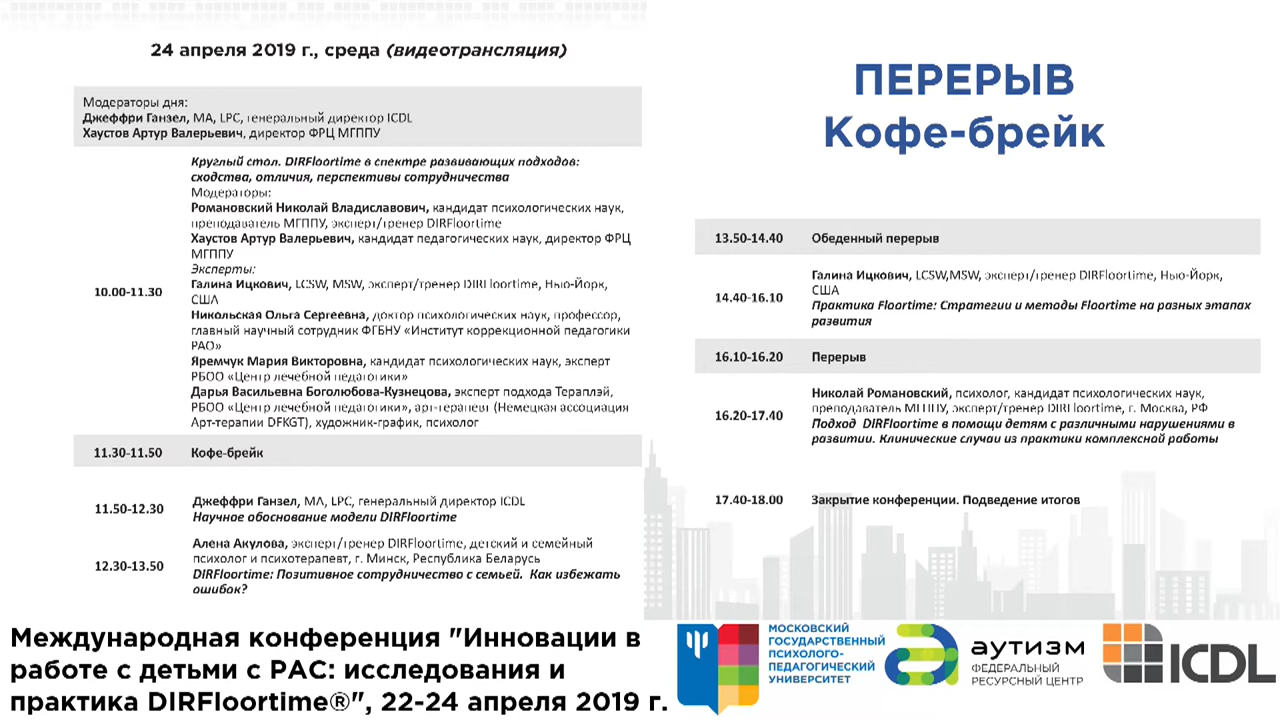 24 апреля 2019 г., среда (видеотрансляция)
Модераторы дня:
Джеффри Ганзел, MA, LPC, генеральный директор ICDL
Хаустов Артур Валерьевич, директор ФРЦ МГППУ
10.00-11.30
Круглый стол. DIRFloortime в спектре развивающих подходов:
сходства, отличия, перспективы сотрудничества
Модераторы:
Романовский Николай Владиславович, кандидат психологических наук,
преподаватель МГППУ, эксперт/тренер DIRFloortime
Хаустов Артур Валерьевич, кандидат педагогических наук, директор ФРЦ
МГППУ
Эксперты:
Галина Ицкович, LCSW, MSW, эксперт/тренер DIRFloortime, Нью-Йорк,
США
Никольская Ольга Сергеевна, доктор психологических наук, профессор,
главный научный сотрудник ФГБНУ «Институт коррекционной педагогики
РАО»
Яремчук Мария Викторовна, кандидат психологических наук, эксперт
РБОО «Центр лечебной педагогики»
Дарья Васильевна Боголюбова-Кузнецова, эксперт подхода Тераплэй,
РБОО «Центр лечебной педагогики», арт-терапевт (Немецкая ассоциация
Арт-терапии DFKGT), художник-график, психолог
11.30-11.50 Кофе-брейк
11.50-12.30
Джеффри Ганзел, MA, LPC, генеральный директор ICDL
Научное обоснование модели DIRFloortime
12.30-13.50
Алена Акулова, эксперт/тренер DIRFloortime, детский и семейный
психолог и психотерапевт, г. Минск, Республика Беларусь
DIRFloortime: Позитивное сотрудничество с семьей. Как избежать
ошибок?
ПЕРЕРЫВ
Кофе-брейк
13.50-14.40 Обеденный перерыв
14.40-16.10
Галина Ицкович, LCSW,MSW, эксперт/тренер DIRFloortime, Нью-Йорк,
США
Практика Floortime: Стратегии и методы Floortime на разных этапах
развития
16.10-16.20 Перерыв
16.20-17.40
Николай Романовский, психолог, кандидат психологических наук,
преподаватель МГППУ, эксперт/тренер DIRFloortime, г. Москва, РФ
Подход DIRFloortime в помощи детям с различными нарушениями в
развитии. Клинические случаи из практики комплексной работы
17.40-18.00 Закрытие конференции. Подведение итогов
Международная конференция "Инновации в
работе с детьми с РАС: исследования и
практика DIRFloortime®", 22-24 апреля 2019 г.
МОСКОВСКИЙ
ГОСУДАРСТВЕННЫЙ
ПСИХОЛОГО-
ПЕДАГОГИЧЕСКИЙ
УНИВЕРСИТЕТ
аутизм
ФЕДЕРАЛЬНЫЙ
РЕСУРСНЫЙ ЦЕНТР
ICDL